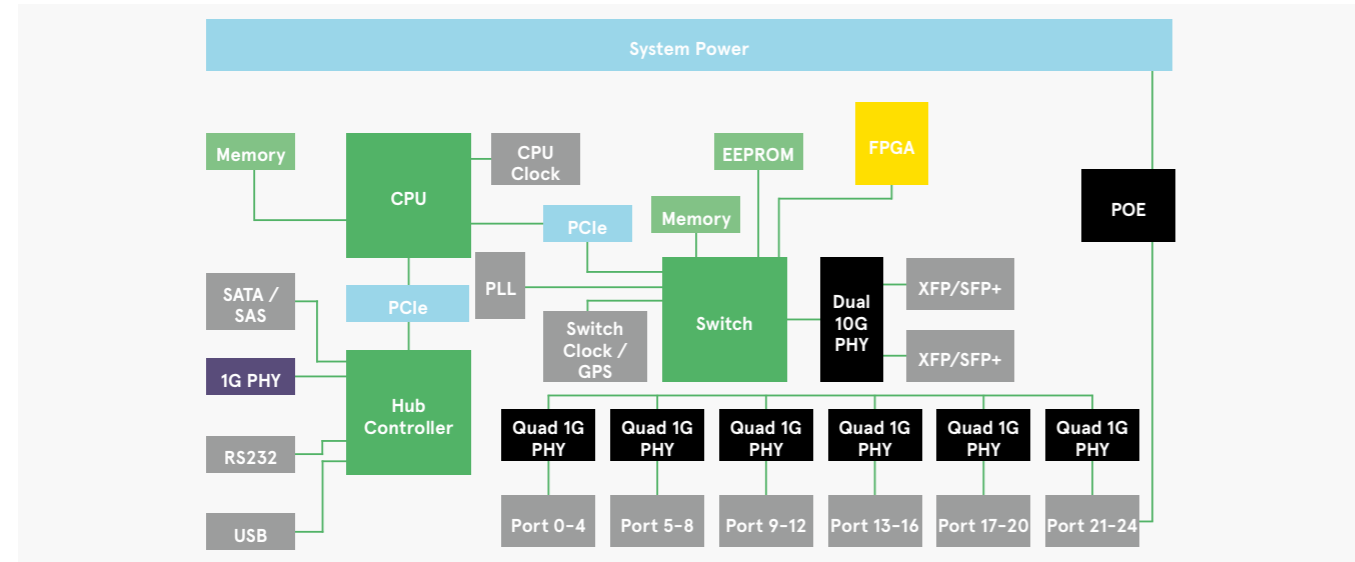 System Power
Memory
CPU
CPU
Clock
EEPROM
FPGA
POE
PCIe
Memory
SATA /
SAS
PCIe
PLL
Switch
Clock /
GPS
Switch
Dual
10G
PHY
XFP/SFP+
XFP/SFP+
1G PHY
Hub
Controller
RS232
USB
Quad 1G
PHY
Quad 1G
PHY
Quad 1G
PHY
Quad 1G
PHY
Quad 1G
PHY
Quad 1G
PHY
Port 0-4
Port 5-8
Port 9-12
Port 13-16
Port 17-20
Port 21-24